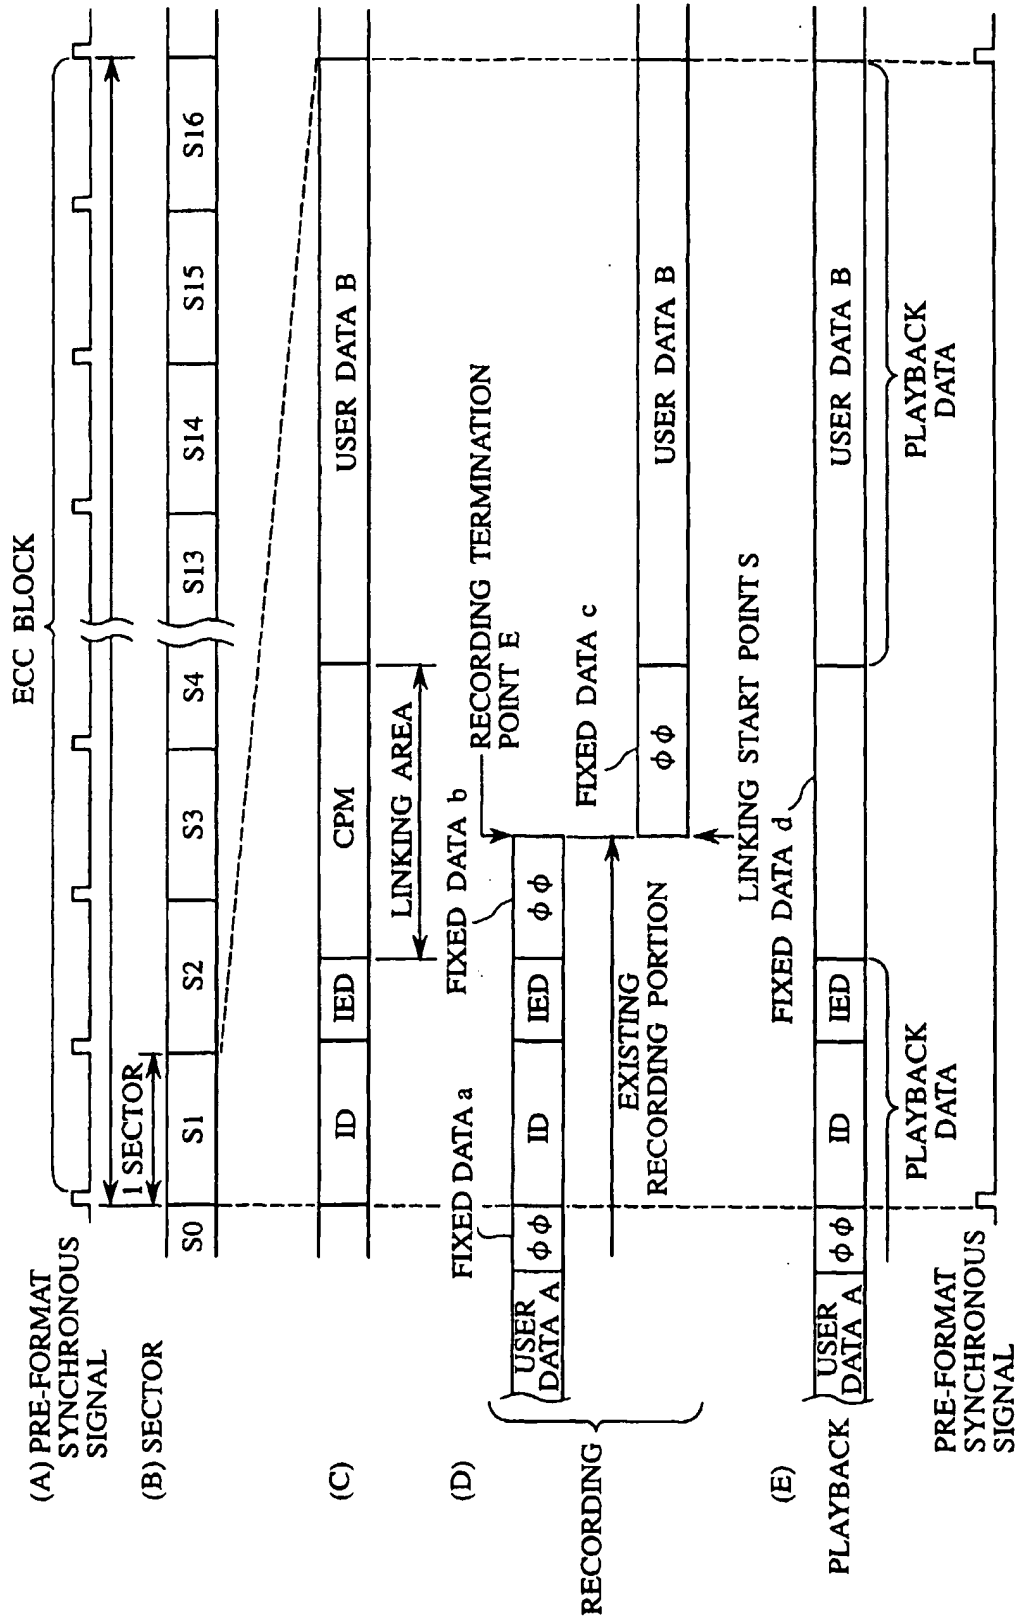 ECC BLOCK
(A) PRE-FORMAT
SYNCHRONOUS
SIGNAL
1 SECTOR
(B) SECTOR
S0
S1
S2
S3
S4
S13
S14
S15
S16
(C)
ID
IED
CPM
USER DATA B
LINKING AREA
(D)
FIXED DATA a
FIXED DATA b
RECORDING TERMINATION
POINT E
USER
DATA A
φφ
ID
IED
φφ
RECORDING
EXISTING
RECORDING PORTION
FIXED DATA c
φφ
USER DATA B
LINKING START POINT S
FIXED DATA d
(E)
PLAYBACK
USER
DATA A
φφ
ID
IED
USER DATA B
PLAYBACK
DATA
PLAYBACK
DATA
PRE-FORMAT
SYNCHRONOUS
SIGNAL